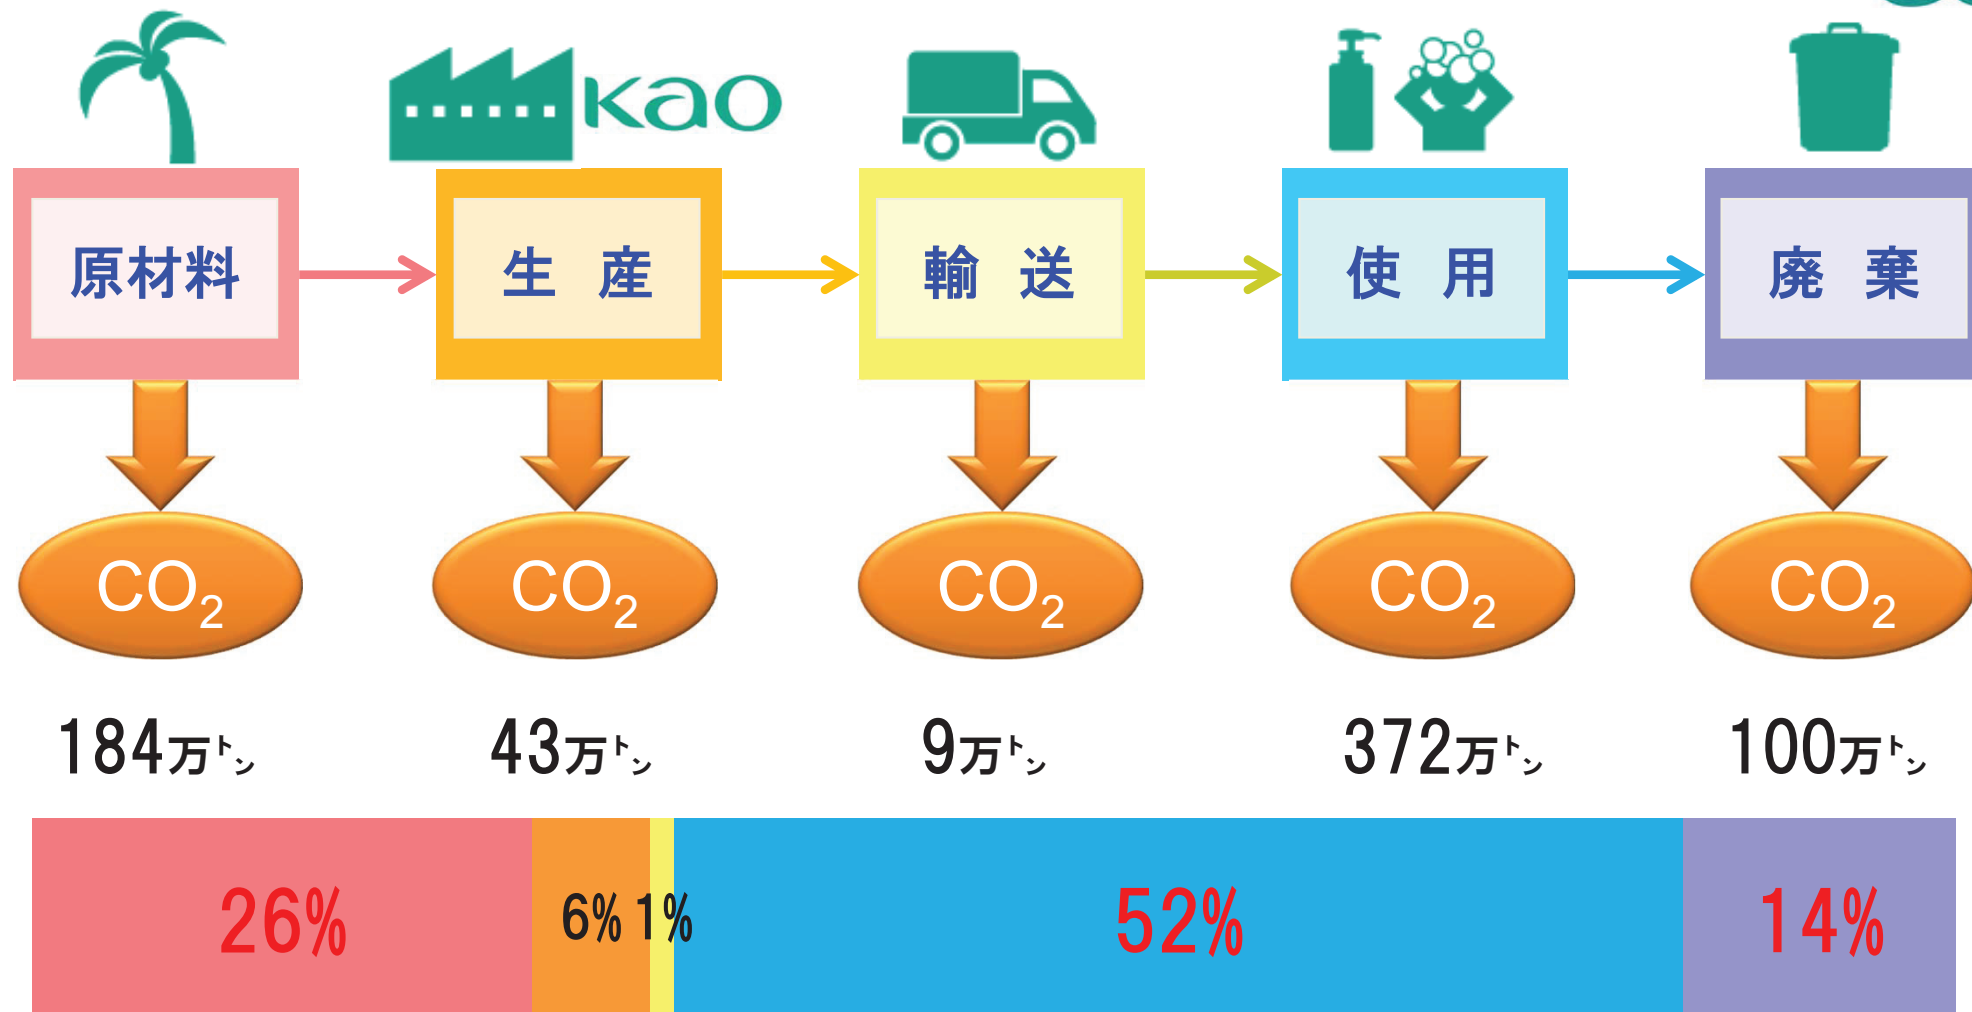 kao
原材料
生 産
輸 送
使 用
廃 棄
CO₂
CO₂
CO₂
CO₂
CO₂
184万トン
43万トン
9万トン
372万トン
100万トン
26%
6%
1%
52%
14%